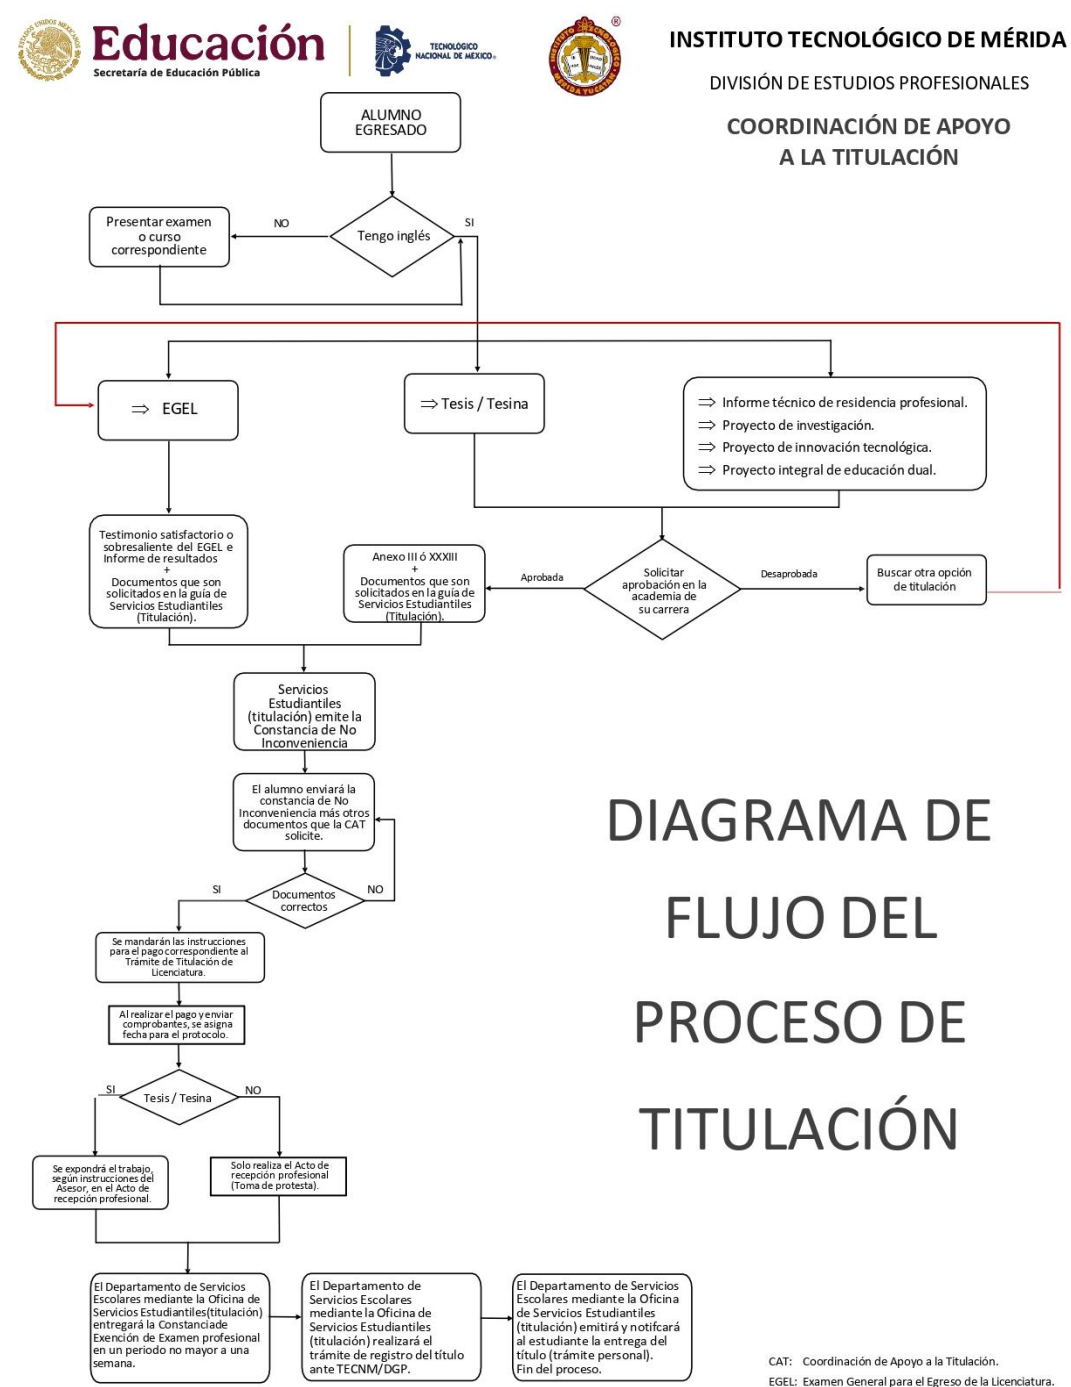 Educación
Secretaría de Educación Pública
TECNOLÓGICO
NACIONAL DE MÉXICO
®
INSTITUTO TECNOLÓGICO DE MÉRIDA
DIVISIÓN DE ESTUDIOS PROFESIONALES
COORDINACIÓN DE APOYO
A LA TITULACIÓN
ALUMNO
EGRESADO
Tengo inglés
NO
SI
Presentar examen
o curso
correspondiente
⇒ EGEL
⇒ Tesis / Tesina
⇒ Informe técnico de residencia profesional.
⇒ Proyecto de investigación.
⇒ Proyecto de innovación tecnológica.
⇒ Proyecto integral de educación dual.
Testimonio satisfactorio o
sobresaliente del EGEL e
Informe de resultados
+
Documentos que son
solicitados en la guía de
Servicios Estudiantiles
(Titulación).
Anexo III ó XXXIII
+
Documentos que son
solicitados en la guía de
Servicios Estudiantiles
(Titulación).
Aprobada
Solicitar
aprobación en la
academia de
su carrera
Desaprobada
Buscar otra opción
de titulación
Servicios
Estudiantiles
(titulación) emite la
Constancia de No
Inconveniencia
El alumno enviará la
constancia de No
Inconveniencia más otros
documentos que la CAT
solicite.
SI
Documentos
correctos
NO
Se mandarán las instrucciones
para el pago correspondiente al
Trámite de Titulación de
Licenciatura.
Al realizar el pago y enviar
comprobantes, se asigna
fecha para el protocolo.
SI
Tesis / Tesina
NO
Se expondrá el trabajo,
según instrucciones del
Asesor, en el Acto de
recepción profesional.
Solo realiza el Acto de
recepción profesional
(Toma de protesta).
El Departamento de Servicios
Escolares mediante la Oficina de
Servicios Estudiantiles(titulación)
entregará la Constanciade
Exención de Examen profesional
en un periodo no mayor a una
semana.
El Departamento de
Servicios Escolares
mediante la Oficina de
Servicios Estudiantiles
(titulación) realizará el
trámite de registro del título
ante TECNM/DGP.
El Departamento de Servicios
Escolares mediante la Oficina
de Servicios Estudiantiles
(titulación) emitirá y notifcará
al estudiante la entrega del
título (trámite personal).
Fin del proceso.
DIAGRAMA DE
FLUJO DEL
PROCESO DE
TITULACIÓN
CAT: Coordinación de Apoyo a la Titulación.
EGEL: Examen General para el Egreso de la Licenciatura.